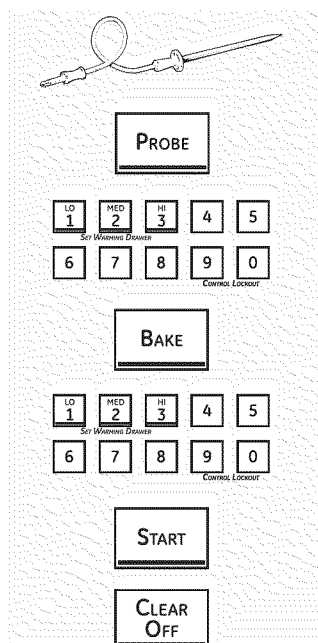 PROBE
LO MED HI
1 2 3 4 5
SET WARMING DRAWER
6 7 8 9 0
CONTROL LOCKOUT
BAKE
LO MED HI
1 2 3 4 5
SET WARMING DRAWER
6 7 8 9 0
CONTROL LOCKOUT
START
CLEAR
OFF